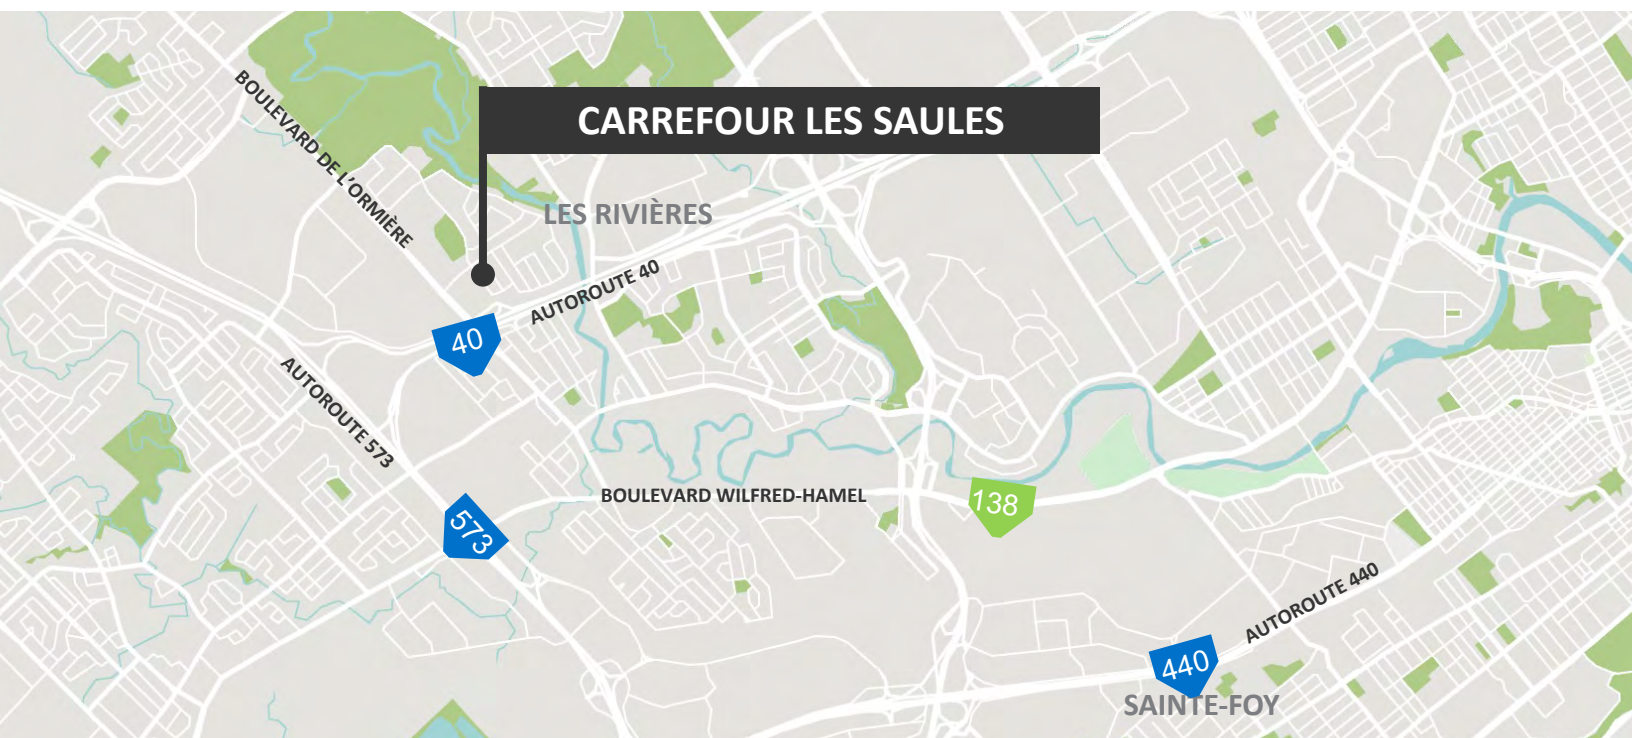 BOULEVARD DE L'ORMIÈRE
CARREFOUR LES SAULES
LES RIVIÈRES
AUTOROUTE 40
40
AUTOROUTE 573
BOULEVARD WILFRED-HAMEL
138
573
AUTOROUTE 440
440
SAINTE-FOY